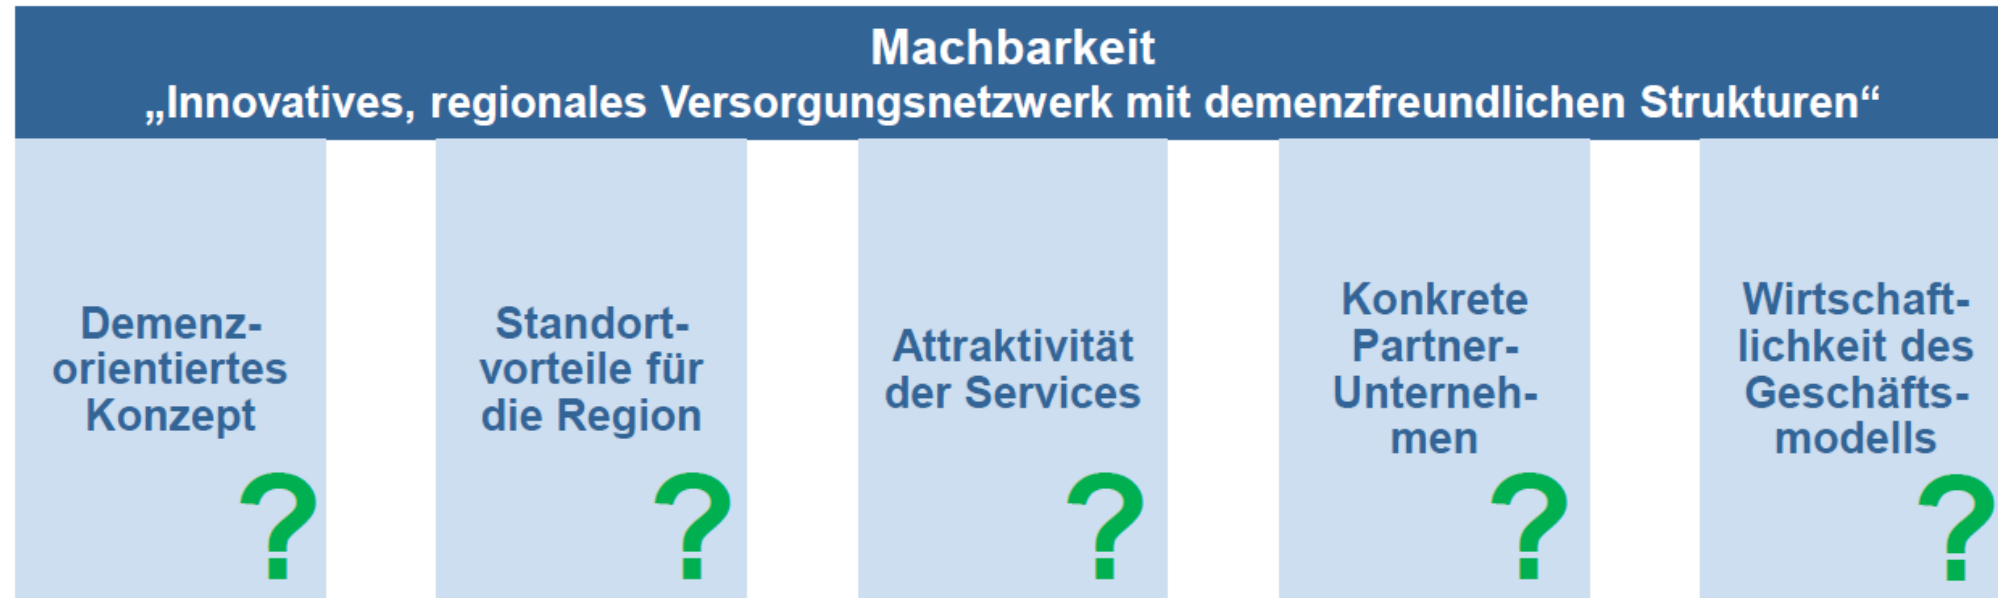 Machbarkeit
„Innovatives, regionales Versorgungsnetzwerk mit demenzfreundlichen Strukturen“
Demenz-
orientiertes
Konzept
?
Standort-
vorteile für
die Region
?
Attraktivität
der Services
?
Konkrete
Partner-
Unterneh-
men
?
Wirtschaft-
lichkeit des
Geschäfts-
modells
?